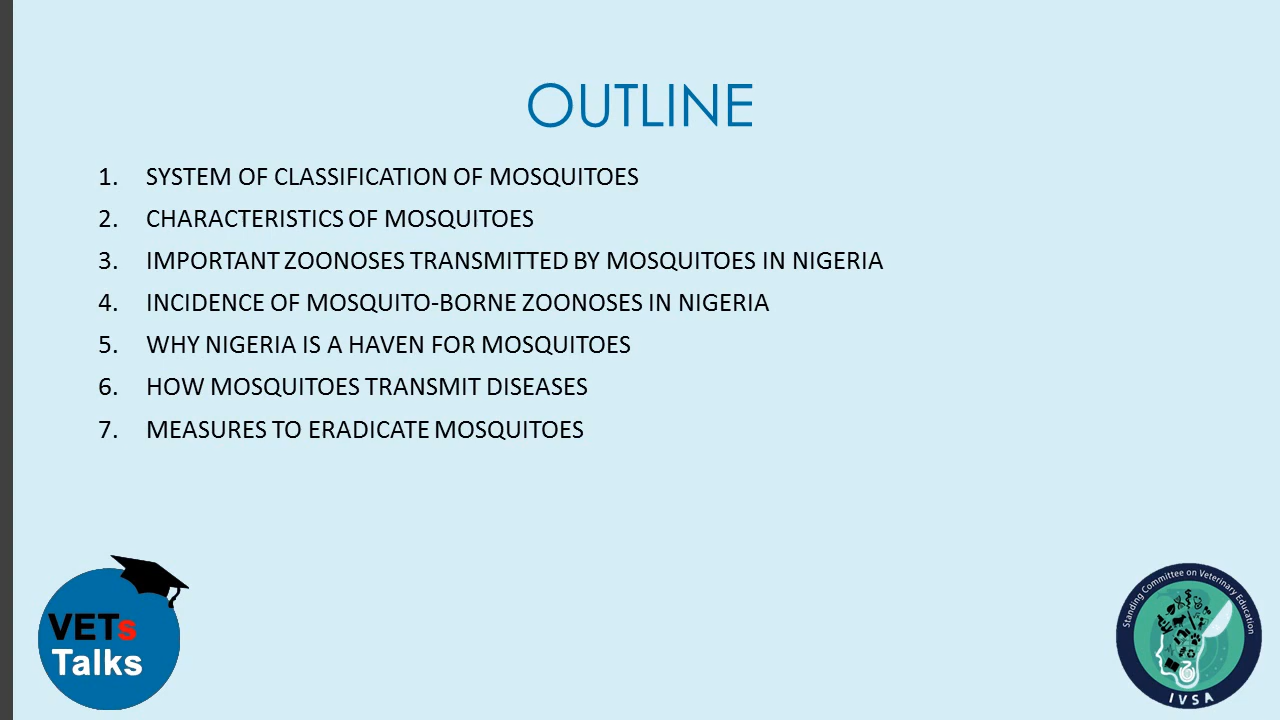 OUTLINE
1. SYSTEM OF CLASSIFICATION OF MOSQUITOES
2. CHARACTERISTICS OF MOSQUITOES
3. IMPORTANT ZOONOSES TRANSMITTED BY MOSQUITOES IN NIGERIA
4. INCIDENCE OF MOSQUITO-BORNE ZOONOSES IN NIGERIA
5. WHY NIGERIA IS A HAVEN FOR MOSQUITOES
6. HOW MOSQUITOES TRANSMIT DISEASES
7. MEASURES TO ERADICATE MOSQUITOES
VETs
Talks
Standing Committee on Veterinary Education
IVSA